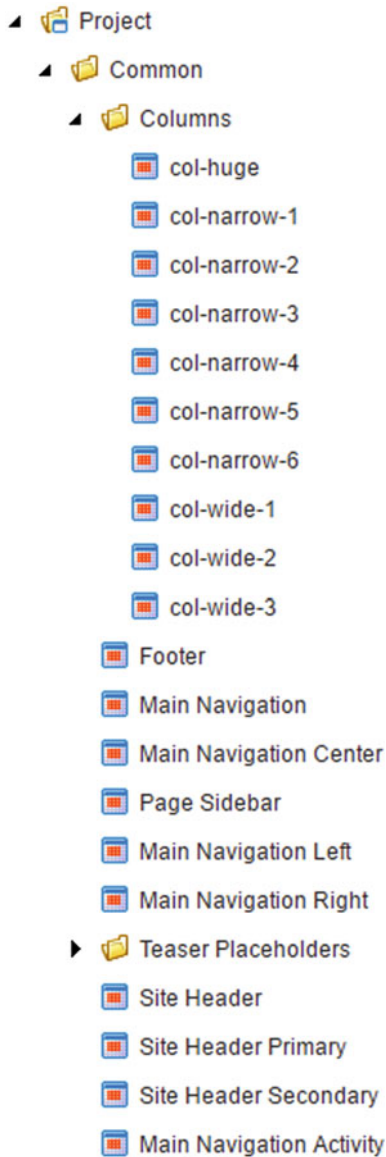 Project
Common
Columns
col-huge
col-narrow-1
col-narrow-2
col-narrow-3
col-narrow-4
col-narrow-5
col-narrow-6
col-wide-1
col-wide-2
col-wide-3
Footer
Main Navigation
Main Navigation Center
Page Sidebar
Main Navigation Left
Main Navigation Right
Teaser Placeholders
Site Header
Site Header Primary
Site Header Secondary
Main Navigation Activity